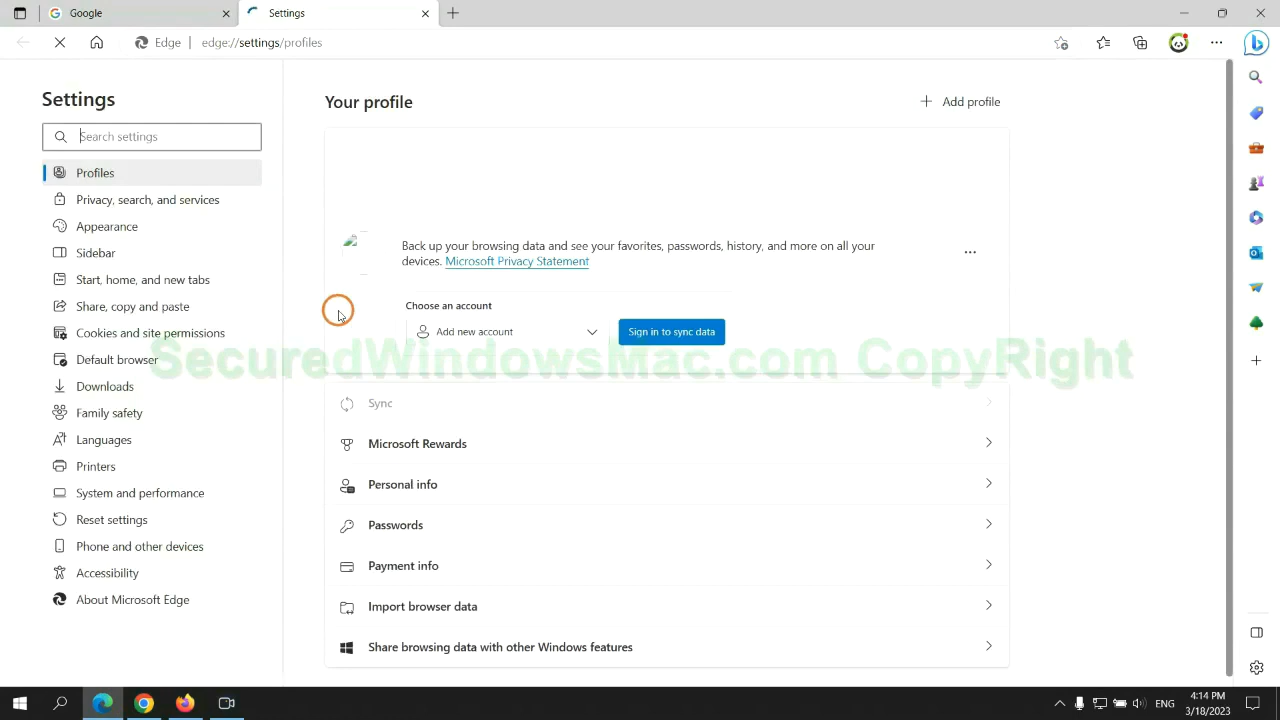 Google
Settings
Edge
edge://settings/profiles
Settings
Search settings
Profiles
Privacy, search, and services
Appearance
Sidebar
Start, home, and new tabs
Share, copy and paste
Cookies and site permissions
Default browser
Downloads
Family safety
Languages
Printers
System and performance
Reset settings
Phone and other devices
Accessibility
About Microsoft Edge
Your profile
Add profile
Back up your browsing data and see your favorites, passwords, history, and more on all your
devices. Microsoft Privacy Statement
Choose an account
Add new account
Sign in to sync data
SecuredWindowsMac.com CopyRight
Sync
Microsoft Rewards
Personal info
Passwords
Payment info
Import browser data
Share browsing data with other Windows features
ENG
4:14 PM
3/18/2023